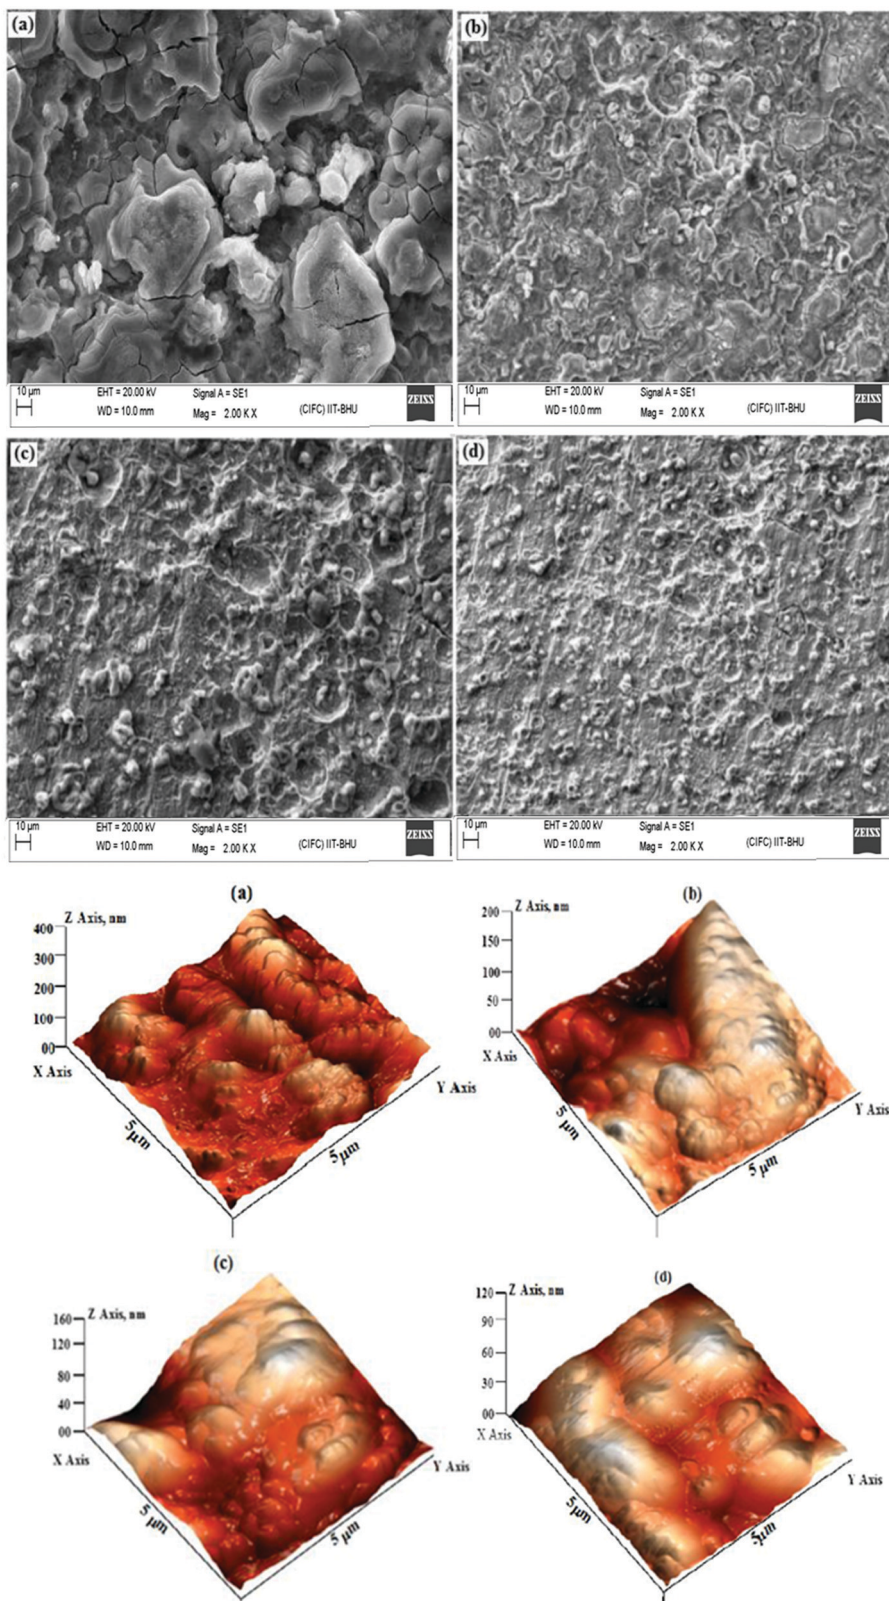 (a)
(b)
10 µm EHT = 20.00 kV Signal A = SE1 ZEISS
WD = 10.0 mm Mag = 2.00 K X (CIFC) IIT-BHU
10 µm EHT = 20.00 kV Signal A = SE1 ZEISS
WD = 10.0 mm Mag = 2.00 K X (CIFC) IIT-BHU
(c)
(d)
10 µm EHT = 20.00 kV Signal A = SE1 ZEISS
WD = 10.0 mm Mag = 2.00 K X (CIFC) IIT-BHU
10 µm EHT = 20.00 kV Signal A = SE1 ZEISS
WD = 10.0 mm Mag = 2.00 K X (CIFC) IIT-BHU
(a)
Z Axis, nm
400
300
200
100
00
X Axis
Y Axis
5 µm
5 µm
(b)
Z Axis, nm
200
150
100
50
00
X Axis
Y Axis
5 µm
5 µm
(c)
Z Axis, nm
160
120
80
40
00
X Axis
Y Axis
5 µm
5 µm
(d)
Z Axis, nm
120
90
60
30
00
X Axis
Y Axis
5µm
5µm